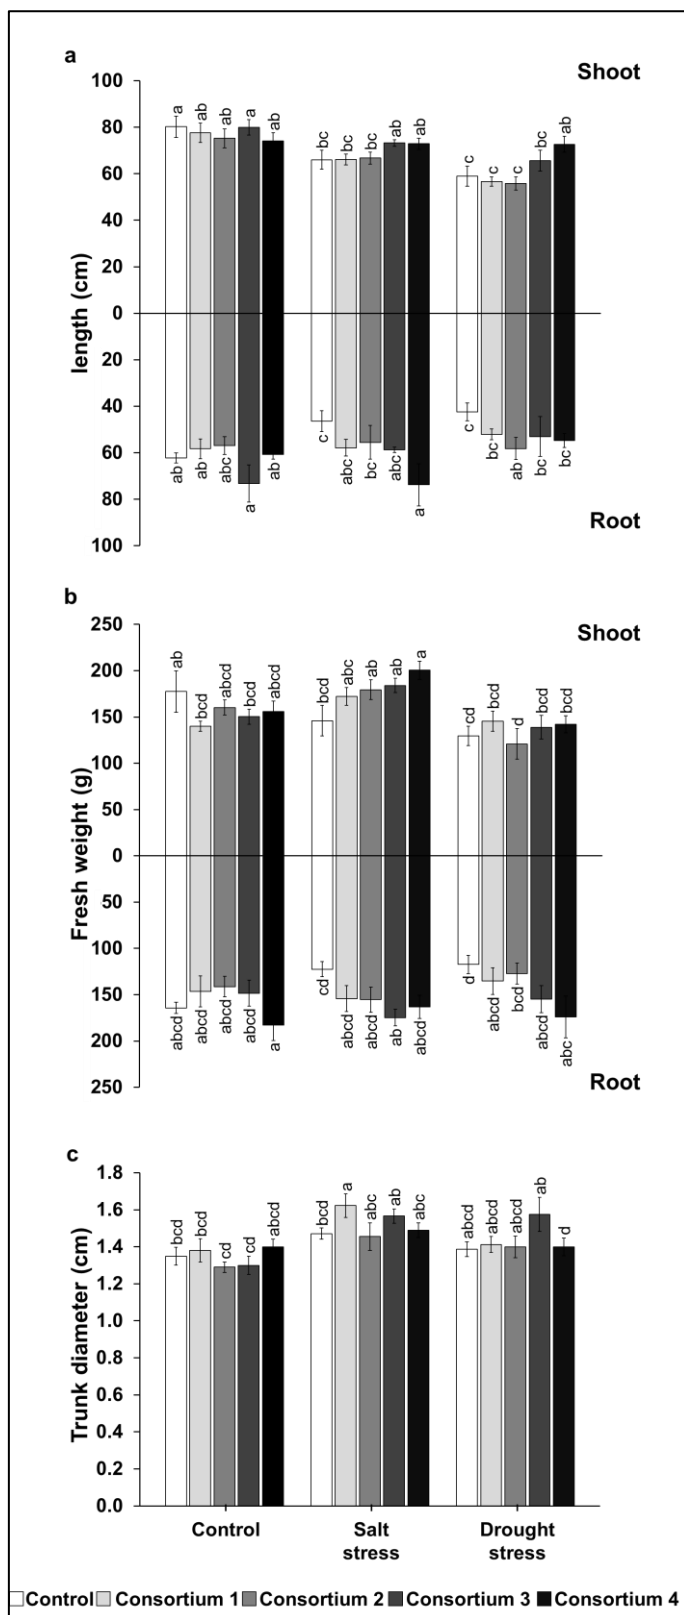 a
Shoot
100
80
60
40
20
0
20
40
60
80
100
length (cm)
a ab ab a ab
bc bc bc ab ab
c c c bc ab
ab ab abc a ab
c abc bc abc a
c bc ab bc bc
Root
b
Shoot
250
200
150
100
50
0
50
100
150
200
250
Fresh weight (g)
ab bcd abcd bcd abcd
bcd abc ab ab a
cd bcd d bcd bcd
abcd abcd abcd abcd a
cd abcd abcd ab abcd
d abcd bcd abcd abc
Root
c
1.8
1.6
1.4
1.2
1.0
0.8
0.6
0.4
0.2
0.0
Trunk diameter (cm)
bcd bcd cd cd abcd
bcd a abc ab abc
abcd abcd abcd ab d
Control Salt stress Drought stress
Control Consortium 1 Consortium 2 Consortium 3 Consortium 4